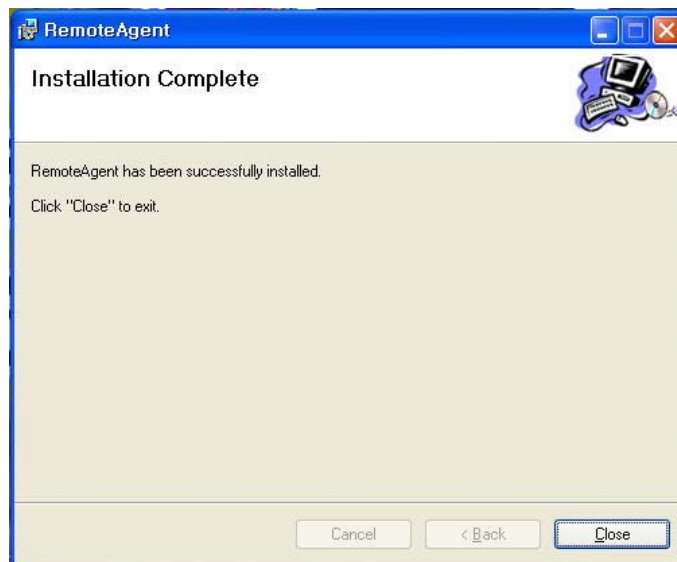 RemoteAgent
Installation Complete
RemoteAgent has been successfully installed.
Click "Close" to exit.
Cancel
< Back
Close